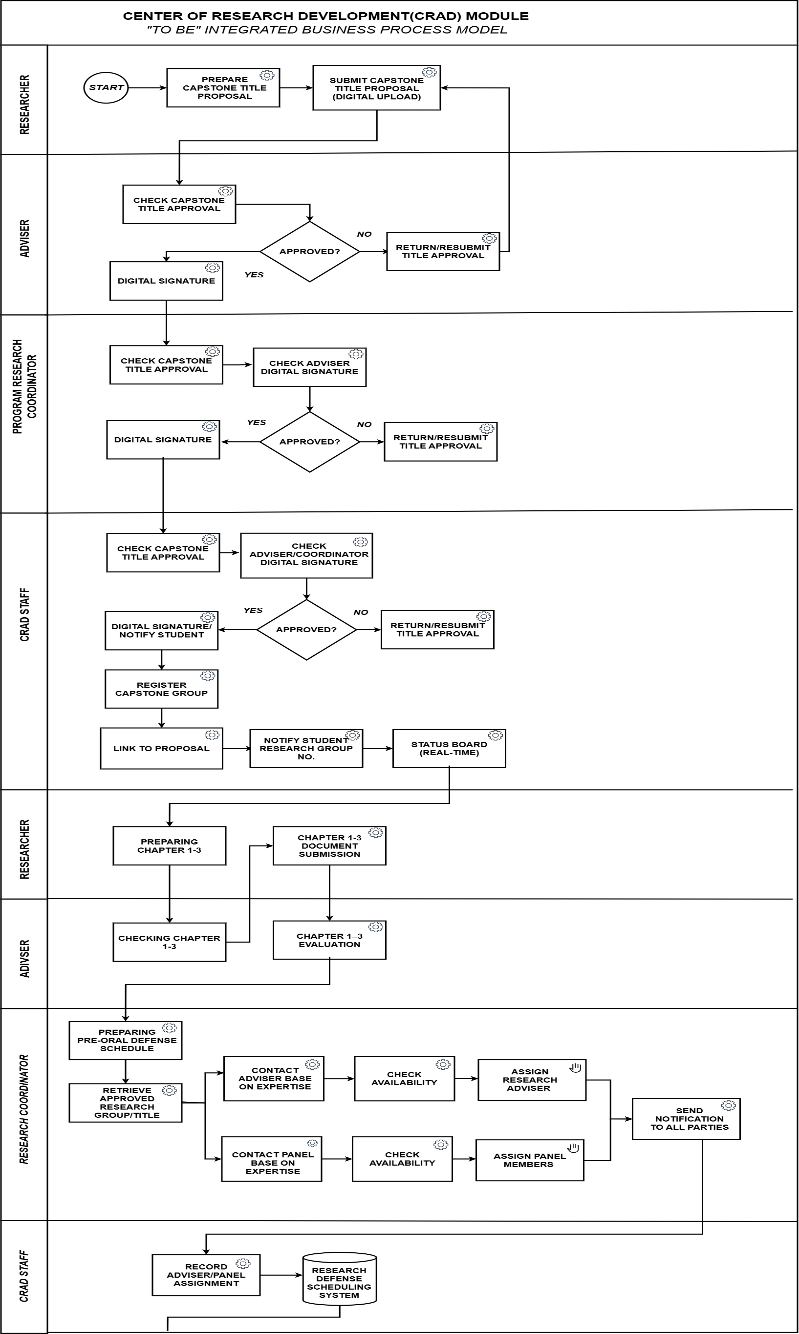 CENTER OF RESEARCH DEVELOPMENT(CRAD) MODULE
"TO BE" INTEGRATED BUSINESS PROCESS MODEL
RESEARCHER
START
PREPARE
CAPSTONE TITLE
PROPOSAL
SUBMIT CAPSTONE
TITLE PROPOSAL
(DIGITAL UPLOAD)
ADVISER
CHECK CAPSTONE
TITLE APPROVAL
APPROVED?
NO
RETURN/RESUBMIT
TITLE APPROVAL
YES
DIGITAL SIGNATURE
PROGRAM RESEARCH
COORDINATOR
CHECK CAPSTONE
TITLE APPROVAL
CHECK ADVISER
DIGITAL SIGNATURE
YES
NO
DIGITAL SIGNATURE
APPROVED?
RETURN/RESUBMIT
TITLE APPROVAL
CRAD STAFF
CHECK CAPSTONE
TITLE APPROVAL
CHECK
ADVISER/COORDINATOR
DIGITAL SIGNATURE
YES
NO
DIGITAL SIGNATURE/
NOTIFY STUDENT
APPROVED?
RETURN/RESUBMIT
TITLE APPROVAL
REGISTER
CAPSTONE GROUP
LINK TO PROPOSAL
NOTIFY STUDENT
RESEARCH GROUP
NO.
STATUS BOARD
(REAL-TIME)
RESEARCHER
PREPARING
CHAPTER 1-3
CHAPTER 1-3
DOCUMENT
SUBMISSION
ADIVSER
CHECKING CHAPTER
1-3
CHAPTER 1–3
EVALUATION
RESEARCH COORDINATOR
PREPARING
PRE-ORAL DEFENSE
SCHEDULE
RETRIEVE
APPROVED
RESEARCH
GROUP/TITLE
CONTACT
ADVISER BASE
ON EXPERTISE
CHECK
AVAILABILITY
ASSIGN
RESEARCH
ADVISER
SEND
NOTIFICATION
TO ALL PARTIES
CONTACT PANEL
BASE ON
EXPERTISE
CHECK
AVAILABILITY
ASSIGN PANEL
MEMBERS
CRAD STAFF
RECORD
ADVISER/PANEL
ASSIGNMENT
RESEARCH
DEFENSE
SCHEDULING
SYSTEM